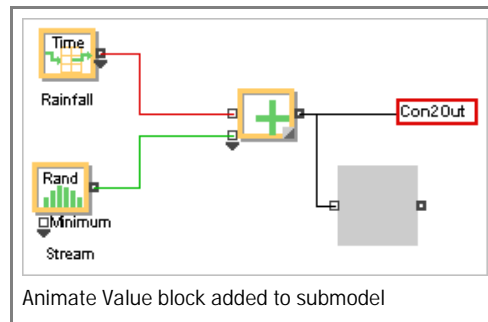 Time
Rainfall
Con2Out
Rand
Minimum
Stream
Animate Value block added to submodel